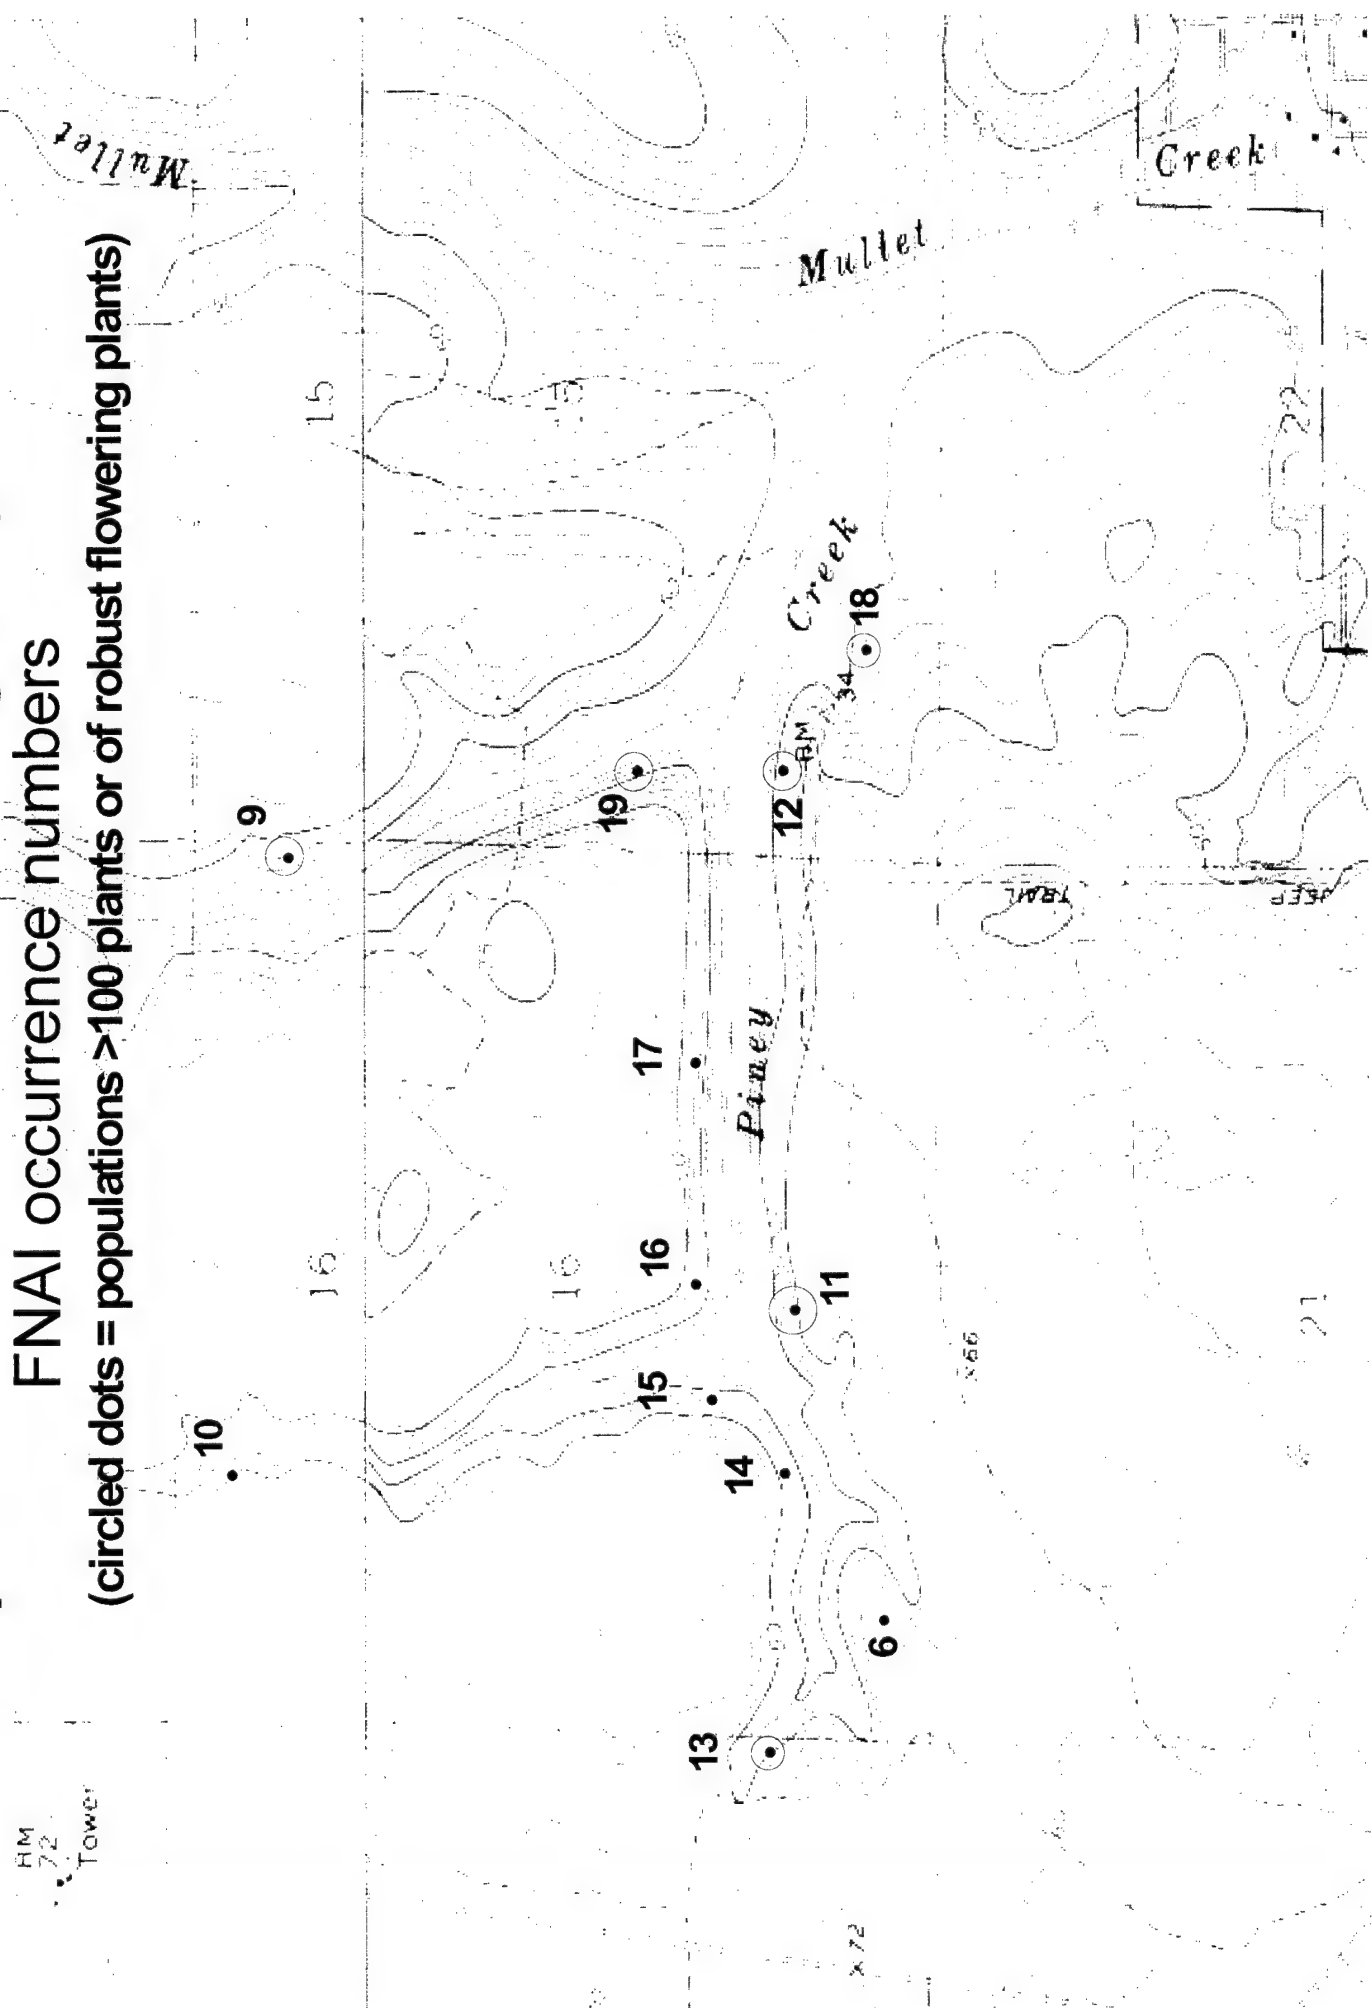 FNAI occurrence numbers
(circled dots = populations >100 plants or of robust flowering plants)
BM
72
Tower
10
9
Mullet
16
15
16
15
13
14
15
16
17
19
12
BM
34
18
Creek
Mullet
Creek
Piney
11
6
X 72
x66
TRAIL
JEEP
21
22